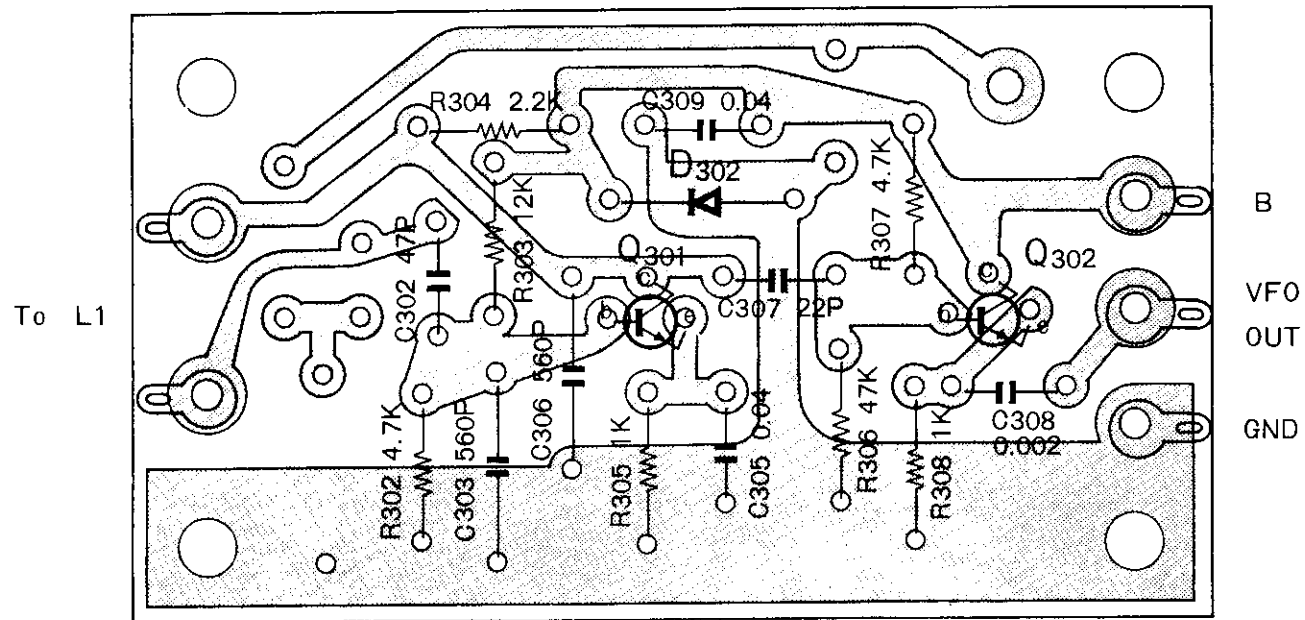 R304 2.2K
C309 0.04
D302
R307 4.7K
B
C302 47P
R303 12K
Q301
c
Q302
c
To L1
C306 560P
b
e
C307 22P
b
e
VFO
OUT
R302 4.7K
C303 560P
R305 1K
C305 0.04
R306 47K
R308 1K
C308
0.002
GND